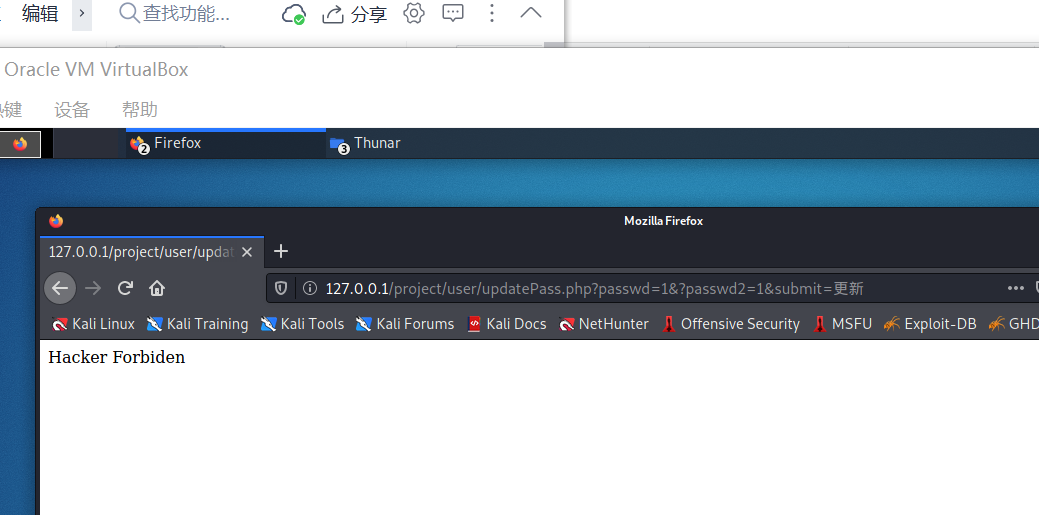 编辑 › 查找功能... 分享
Oracle VM VirtualBox
热键 设备 帮助
2 Firefox 3 Thunar
Mozilla Firefox
127.0.0.1/project/user/updat
127.0.0.1/project/user/updatePass.php?passwd=1&?passwd2=1&submit=更新
Kali Linux Kali Training Kali Tools Kali Forums Kali Docs NetHunter Offensive Security MSFU Exploit-DB GHD
Hacker Forbiden